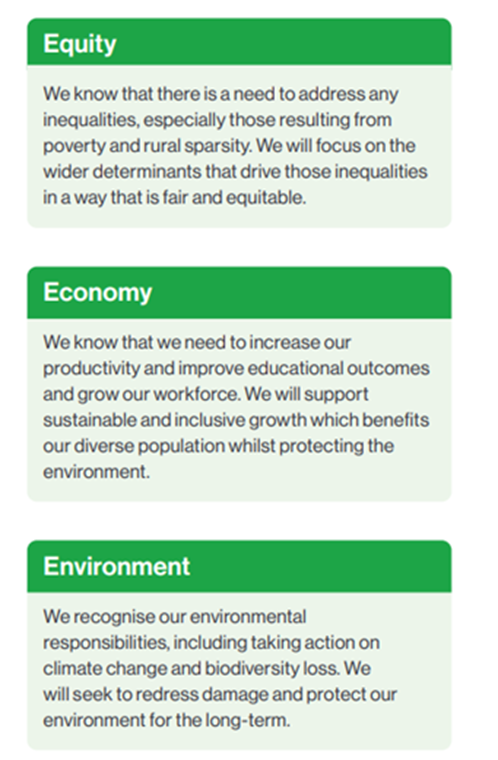 Equity
We know that there is a need to address any
inequalities, especially those resulting from
poverty and rural sparsity. We will focus on the
wider determinants that drive those inequalities
in a way that is fair and equitable.
Economy
We know that we need to increase our
productivity and improve educational outcomes
and grow our workforce. We will support
sustainable and inclusive growth which benefits
our diverse population whilst protecting the
environment.
Environment
We recognise our environmental
responsibilities, including taking action on
climate change and biodiversity loss. We
will seek to redress damage and protect our
environment for the long-term.